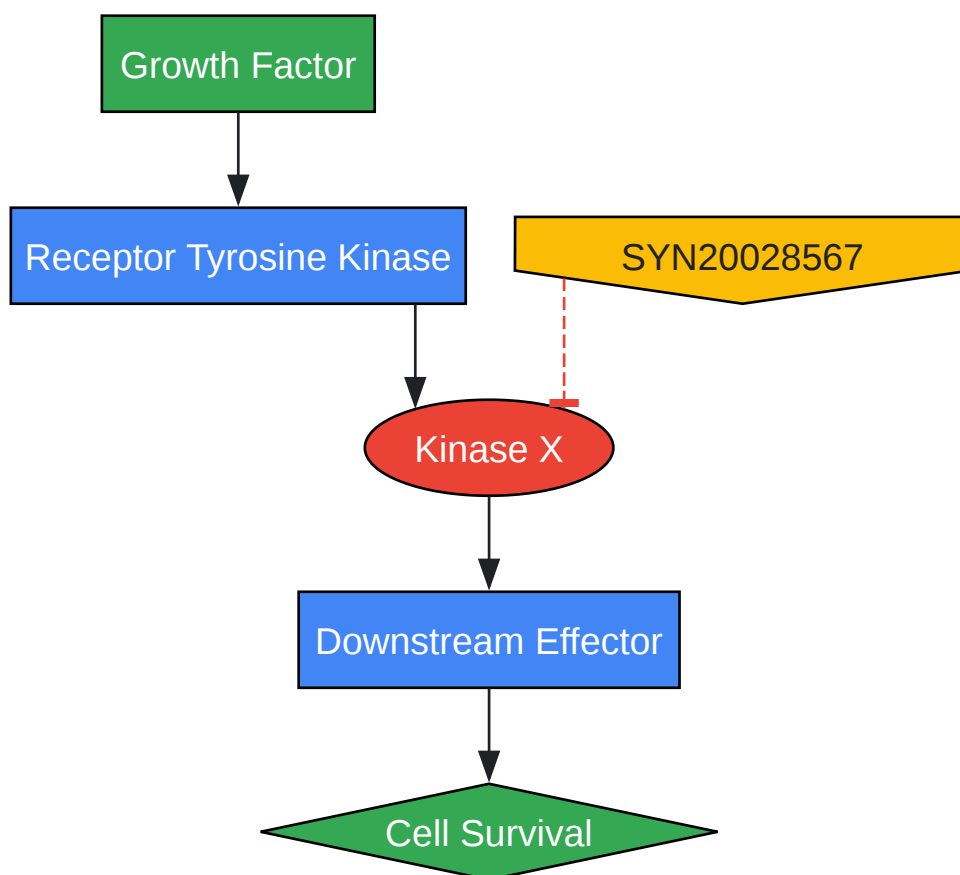 Growth Factor
Receptor Tyrosine Kinase
SYN20028567
Kinase X
Downstream Effector
Cell Survival